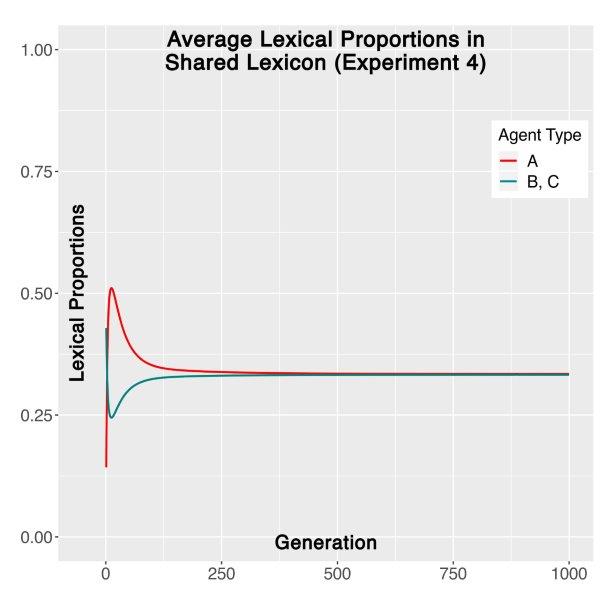 Average Lexical Proportions in
Shared Lexicon (Experiment 4)
1.00
0.75
0.50
0.25
0.00
Lexical Proportions
Agent Type
A
B, C
Generation
0
250
500
750
1000